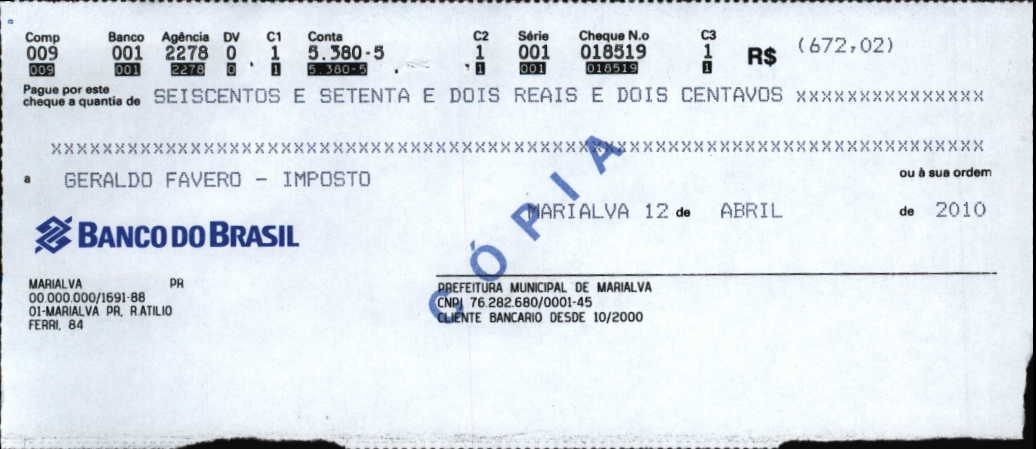 Comp Banco Agência DV C1 Conta C2 Série Cheque N.o C3
009 001 2278 0 1 5.380-5 1 001 018519 1 R$ (672,02)
009 001 2278 0 1 5.380-5 1 001 018519 1
Pague por este
cheque a quantia de SEISCENTOS E SETENTA E DOIS REAIS E DOIS CENTAVOS xxxxxxxxxxxxxxx
xxxxxxxxxxxxxxxxxxxxxxxxxxxxxxxxxxxxxxxxxxxxxxxxxxxxxxxxxxxxxxxxxxxxxxxxxxxxxx
a GERALDO FAVERO - IMPOSTO ou à sua ordem
MARIALVA 12 de ABRIL de 2010
BANCO DO BRASIL
CÓPIA
MARIALVA PR
00.000.000/1691-88
01-MARIALVA PR, R.ATILIO
FERRI, 84
PREFEITURA MUNICIPAL DE MARIALVA
CNPJ 76.282.680/0001-45
CLIENTE BANCARIO DESDE 10/2000